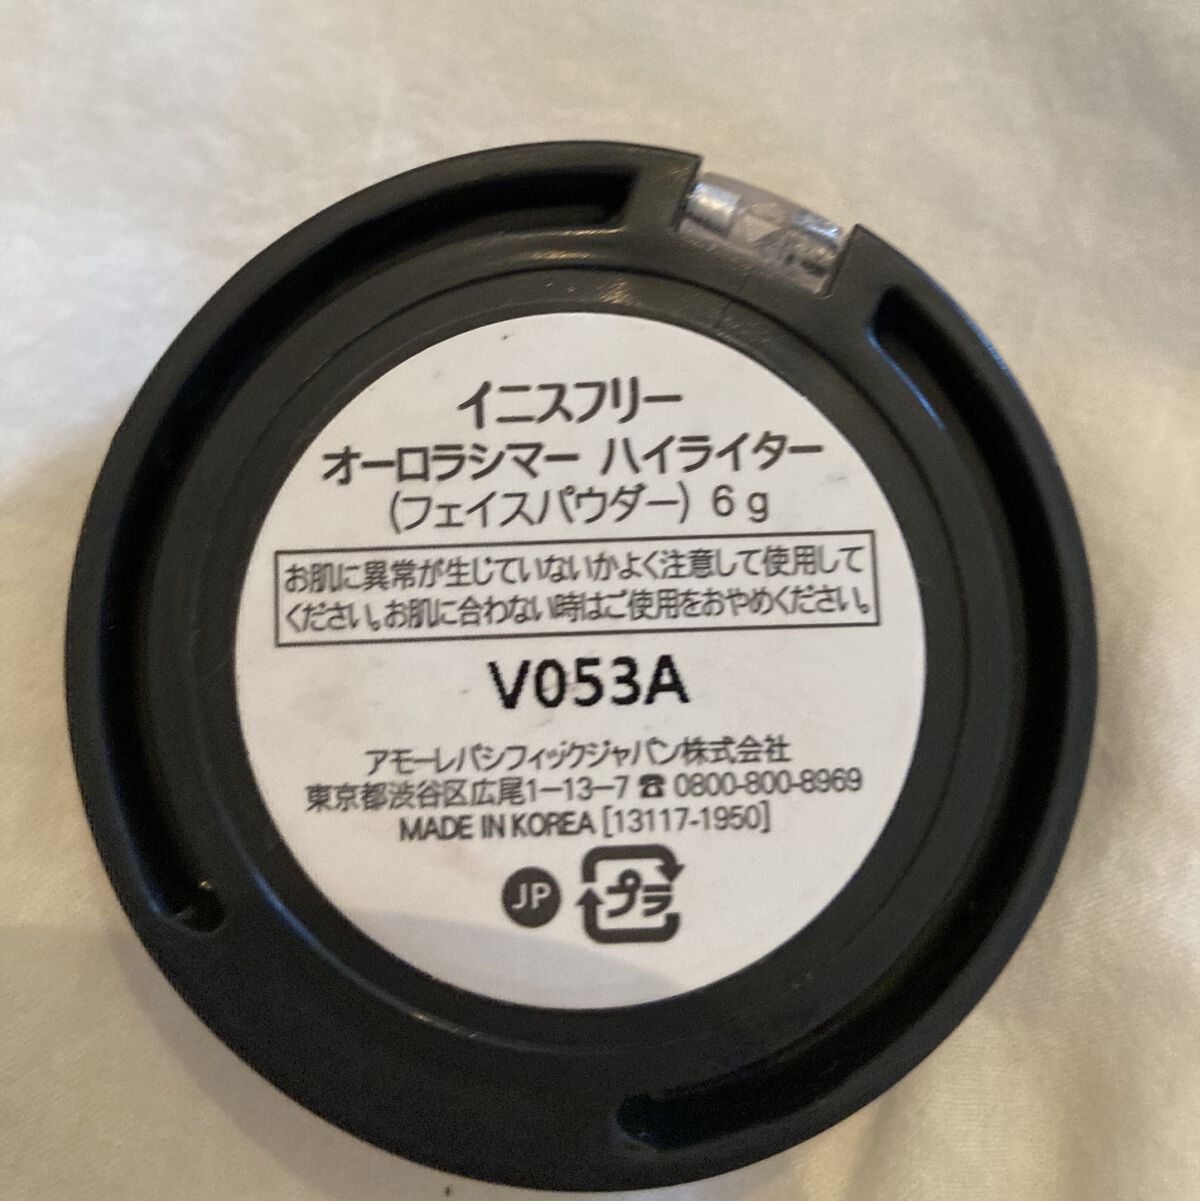 イニスフリー
オーロラシマー ハイライター
(フェイスパウダー) 6g
お肌に異常が生じていないかよく注意して使用して
ください。お肌に合わない時はご使用をおやめください。
V053A
アモーレパシフィックジャパン株式会社
東京都渋谷区広尾1-13-7 ☎ 0800-800-8969
MADE IN KOREA [13117-1950]
JP プラ